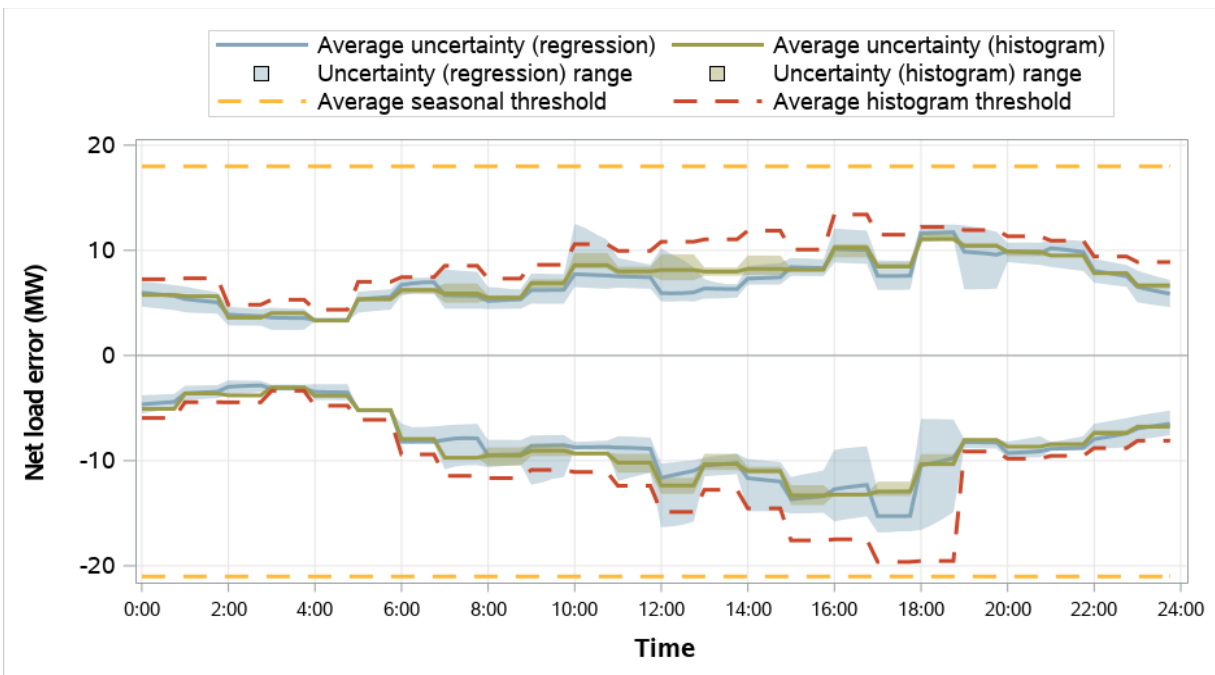 Average uncertainty (regression) Average uncertainty (histogram)
Uncertainty (regression) range Uncertainty (histogram) range
Average seasonal threshold Average histogram threshold
20
10
0
-10
-20
Net load error (MW)
0:00 2:00 4:00 6:00 8:00 10:00 12:00 14:00 16:00 18:00 20:00 22:00 24:00
Time